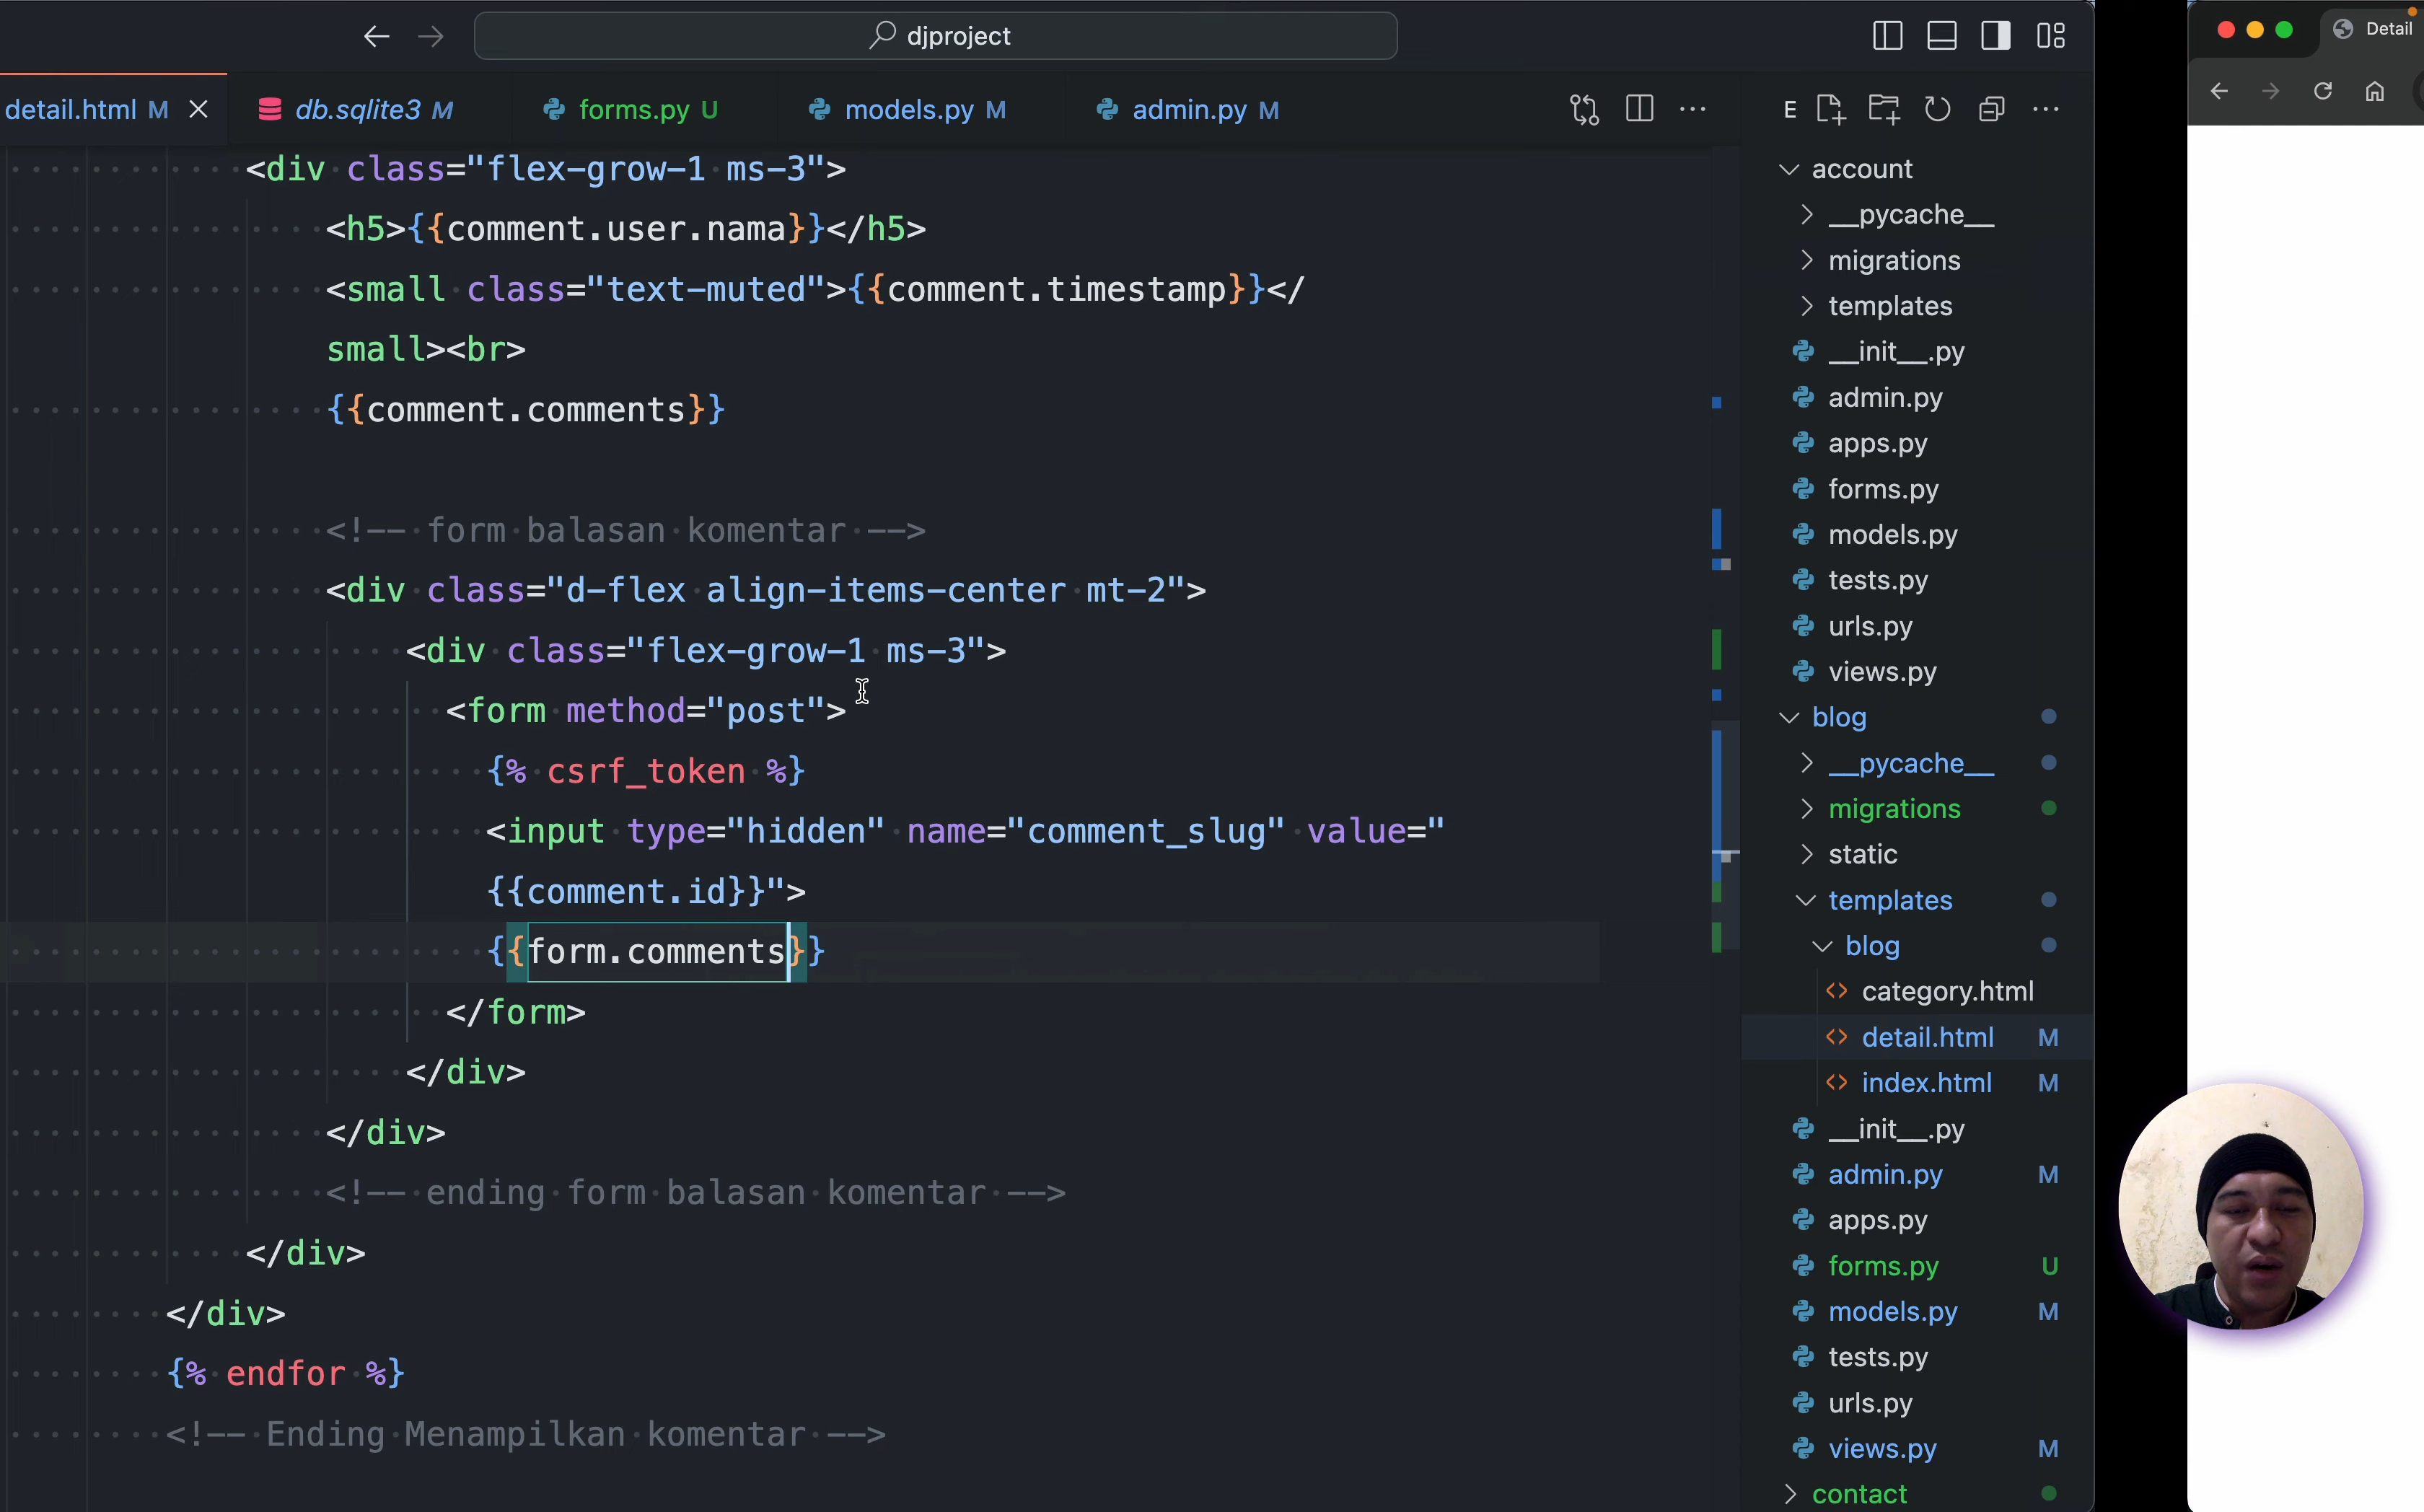 djproject
Detail
detail.html M
db.sqlite3 M
forms.py U
models.py M
admin.py M
E
<div class="flex-grow-1 ms-3">
<h5>{{comment.user.nama}}</h5>
<small class="text-muted">{{comment.timestamp}}</
small><br>
{{comment.comments}}
<!-- form balasan komentar -->
<div class="d-flex align-items-center mt-2">
<div class="flex-grow-1 ms-3">
<form method="post">
{% csrf_token %}
<input type="hidden" name="comment_slug" value="
{{comment.id}}">
{{form.comments}}
</form>
</div>
</div>
<!-- ending form balasan komentar -->
</div>
</div>
{% endfor %}
<!-- Ending Menampilkan komentar -->
account
__pycache__
migrations
templates
__init__.py
admin.py
apps.py
forms.py
models.py
tests.py
urls.py
views.py
blog
__pycache__
migrations
static
templates
blog
category.html
detail.html M
index.html M
__init__.py
admin.py M
apps.py
forms.py U
models.py M
tests.py
urls.py
views.py M
contact